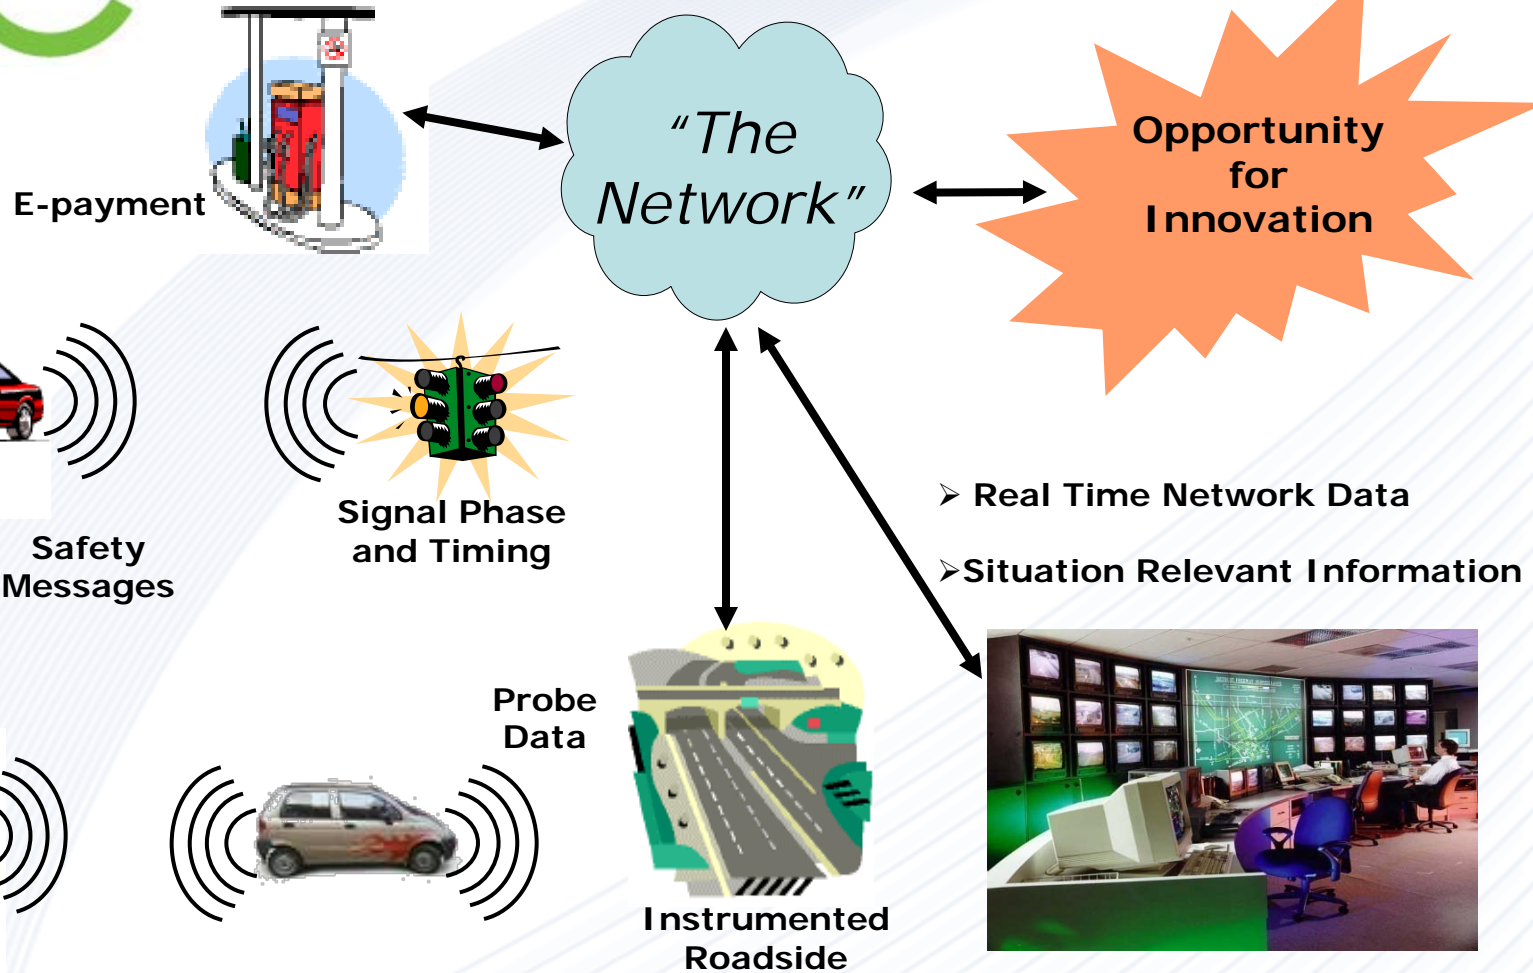 "The
Network"
Opportunity
for
Innovation
E-payment
Signal Phase
and Timing
Safety
Messages
➢ Real Time Network Data
➢Situation Relevant Information
Probe
Data
Instrumented
Roadside